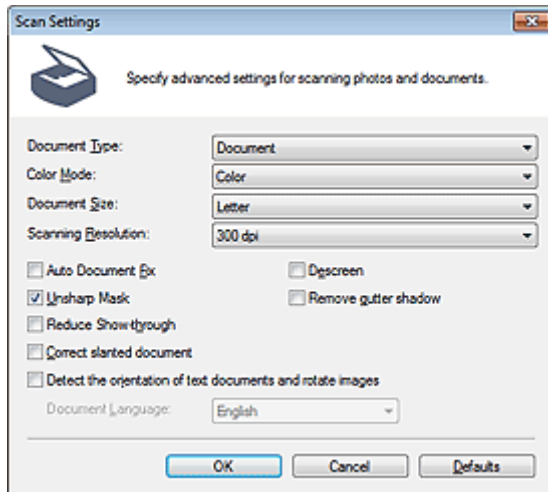 Scan Settings
Specify advanced settings for scanning photos and documents.
Document Type: Document
Color Mode: Color
Document Size: Letter
Scanning Resolution: 300 dpi
Auto Document Fix Descreen
Unsharp Mask Remove gutter shadow
Reduce Show-through
Correct slanted document
Detect the orientation of text documents and rotate images
Document Language: English
OK Cancel Defaults